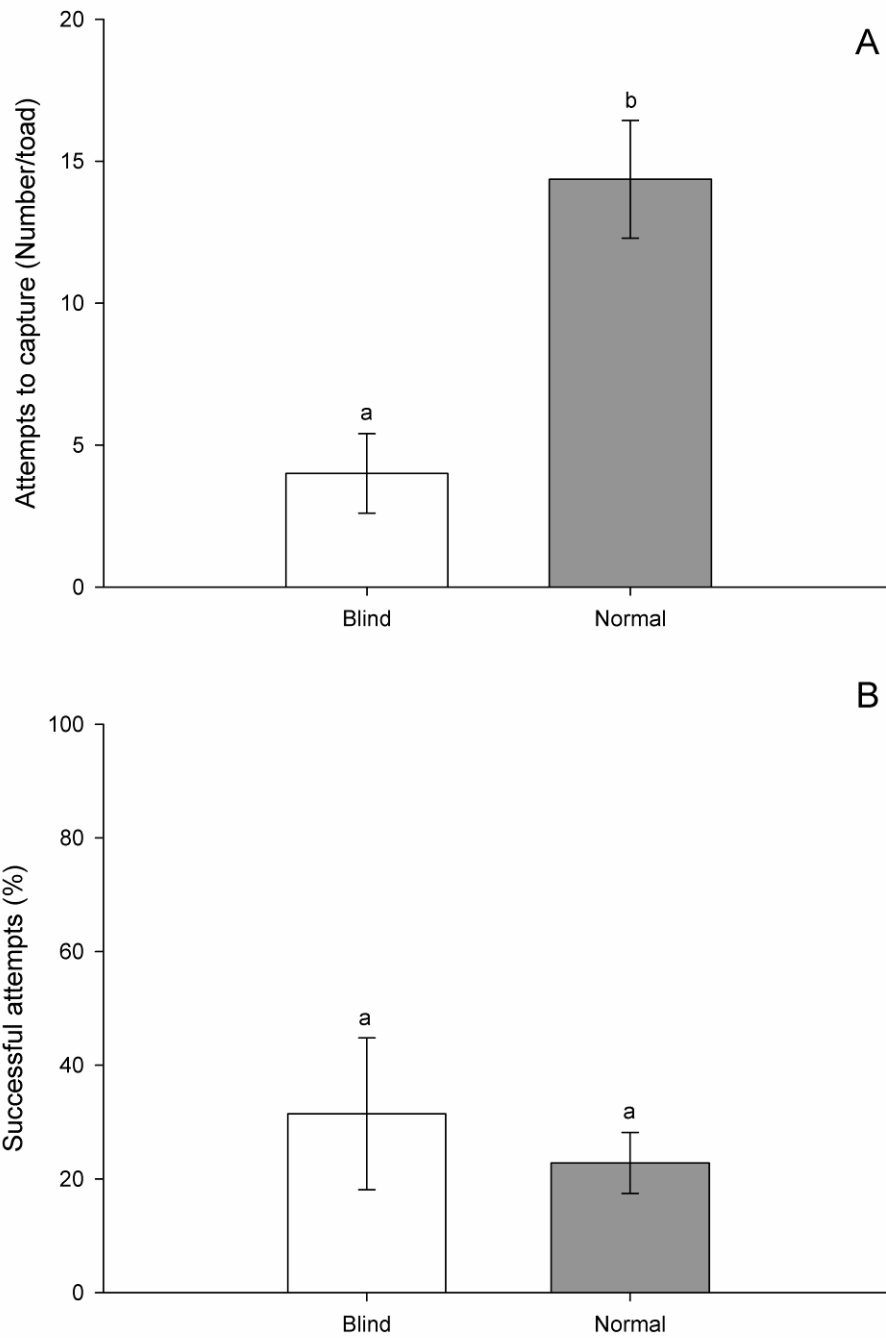 A
Attempts to capture (Number/toad)
20
15
10
5
0
a
b
Blind
Normal
B
Successful attempts (%)
100
80
60
40
20
0
a
a
Blind
Normal